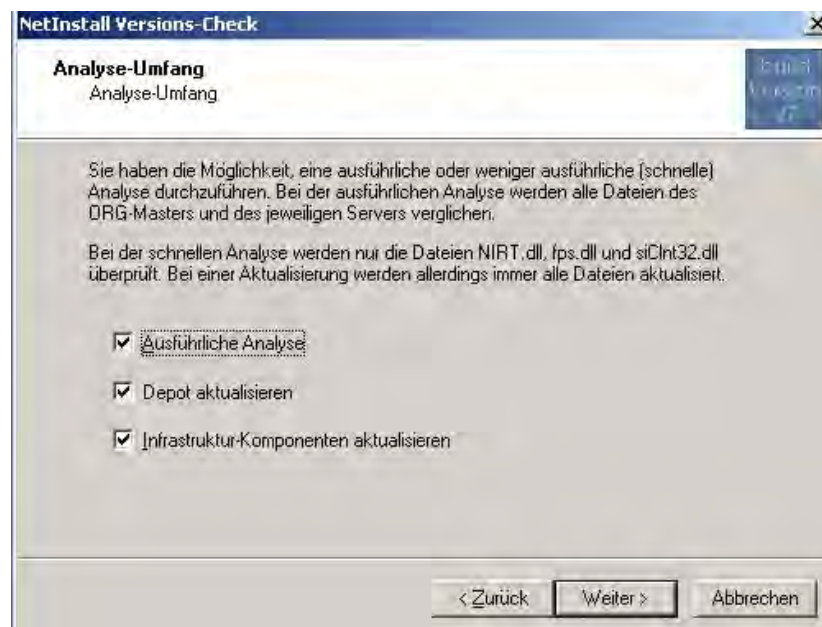 NetInstall Versions-Check
Analyse-Umfang
Analyse-Umfang
Sie haben die Möglichkeit, eine ausführliche oder weniger ausführliche (schnelle)
Analyse durchzuführen. Bei der ausführlichen Analyse werden alle Dateien des
ORG-Masters und des jeweiligen Servers verglichen.
Bei der schnellen Analyse werden nur die Dateien NIRT.dll, fps.dll und siClnt32.dll
überprüft. Bei einer Aktualisierung werden allerdings immer alle Dateien aktualisiert.
Ausführliche Analyse
Depot aktualisieren
Infrastruktur-Komponenten aktualisieren
< Zurück
Weiter >
Abbrechen